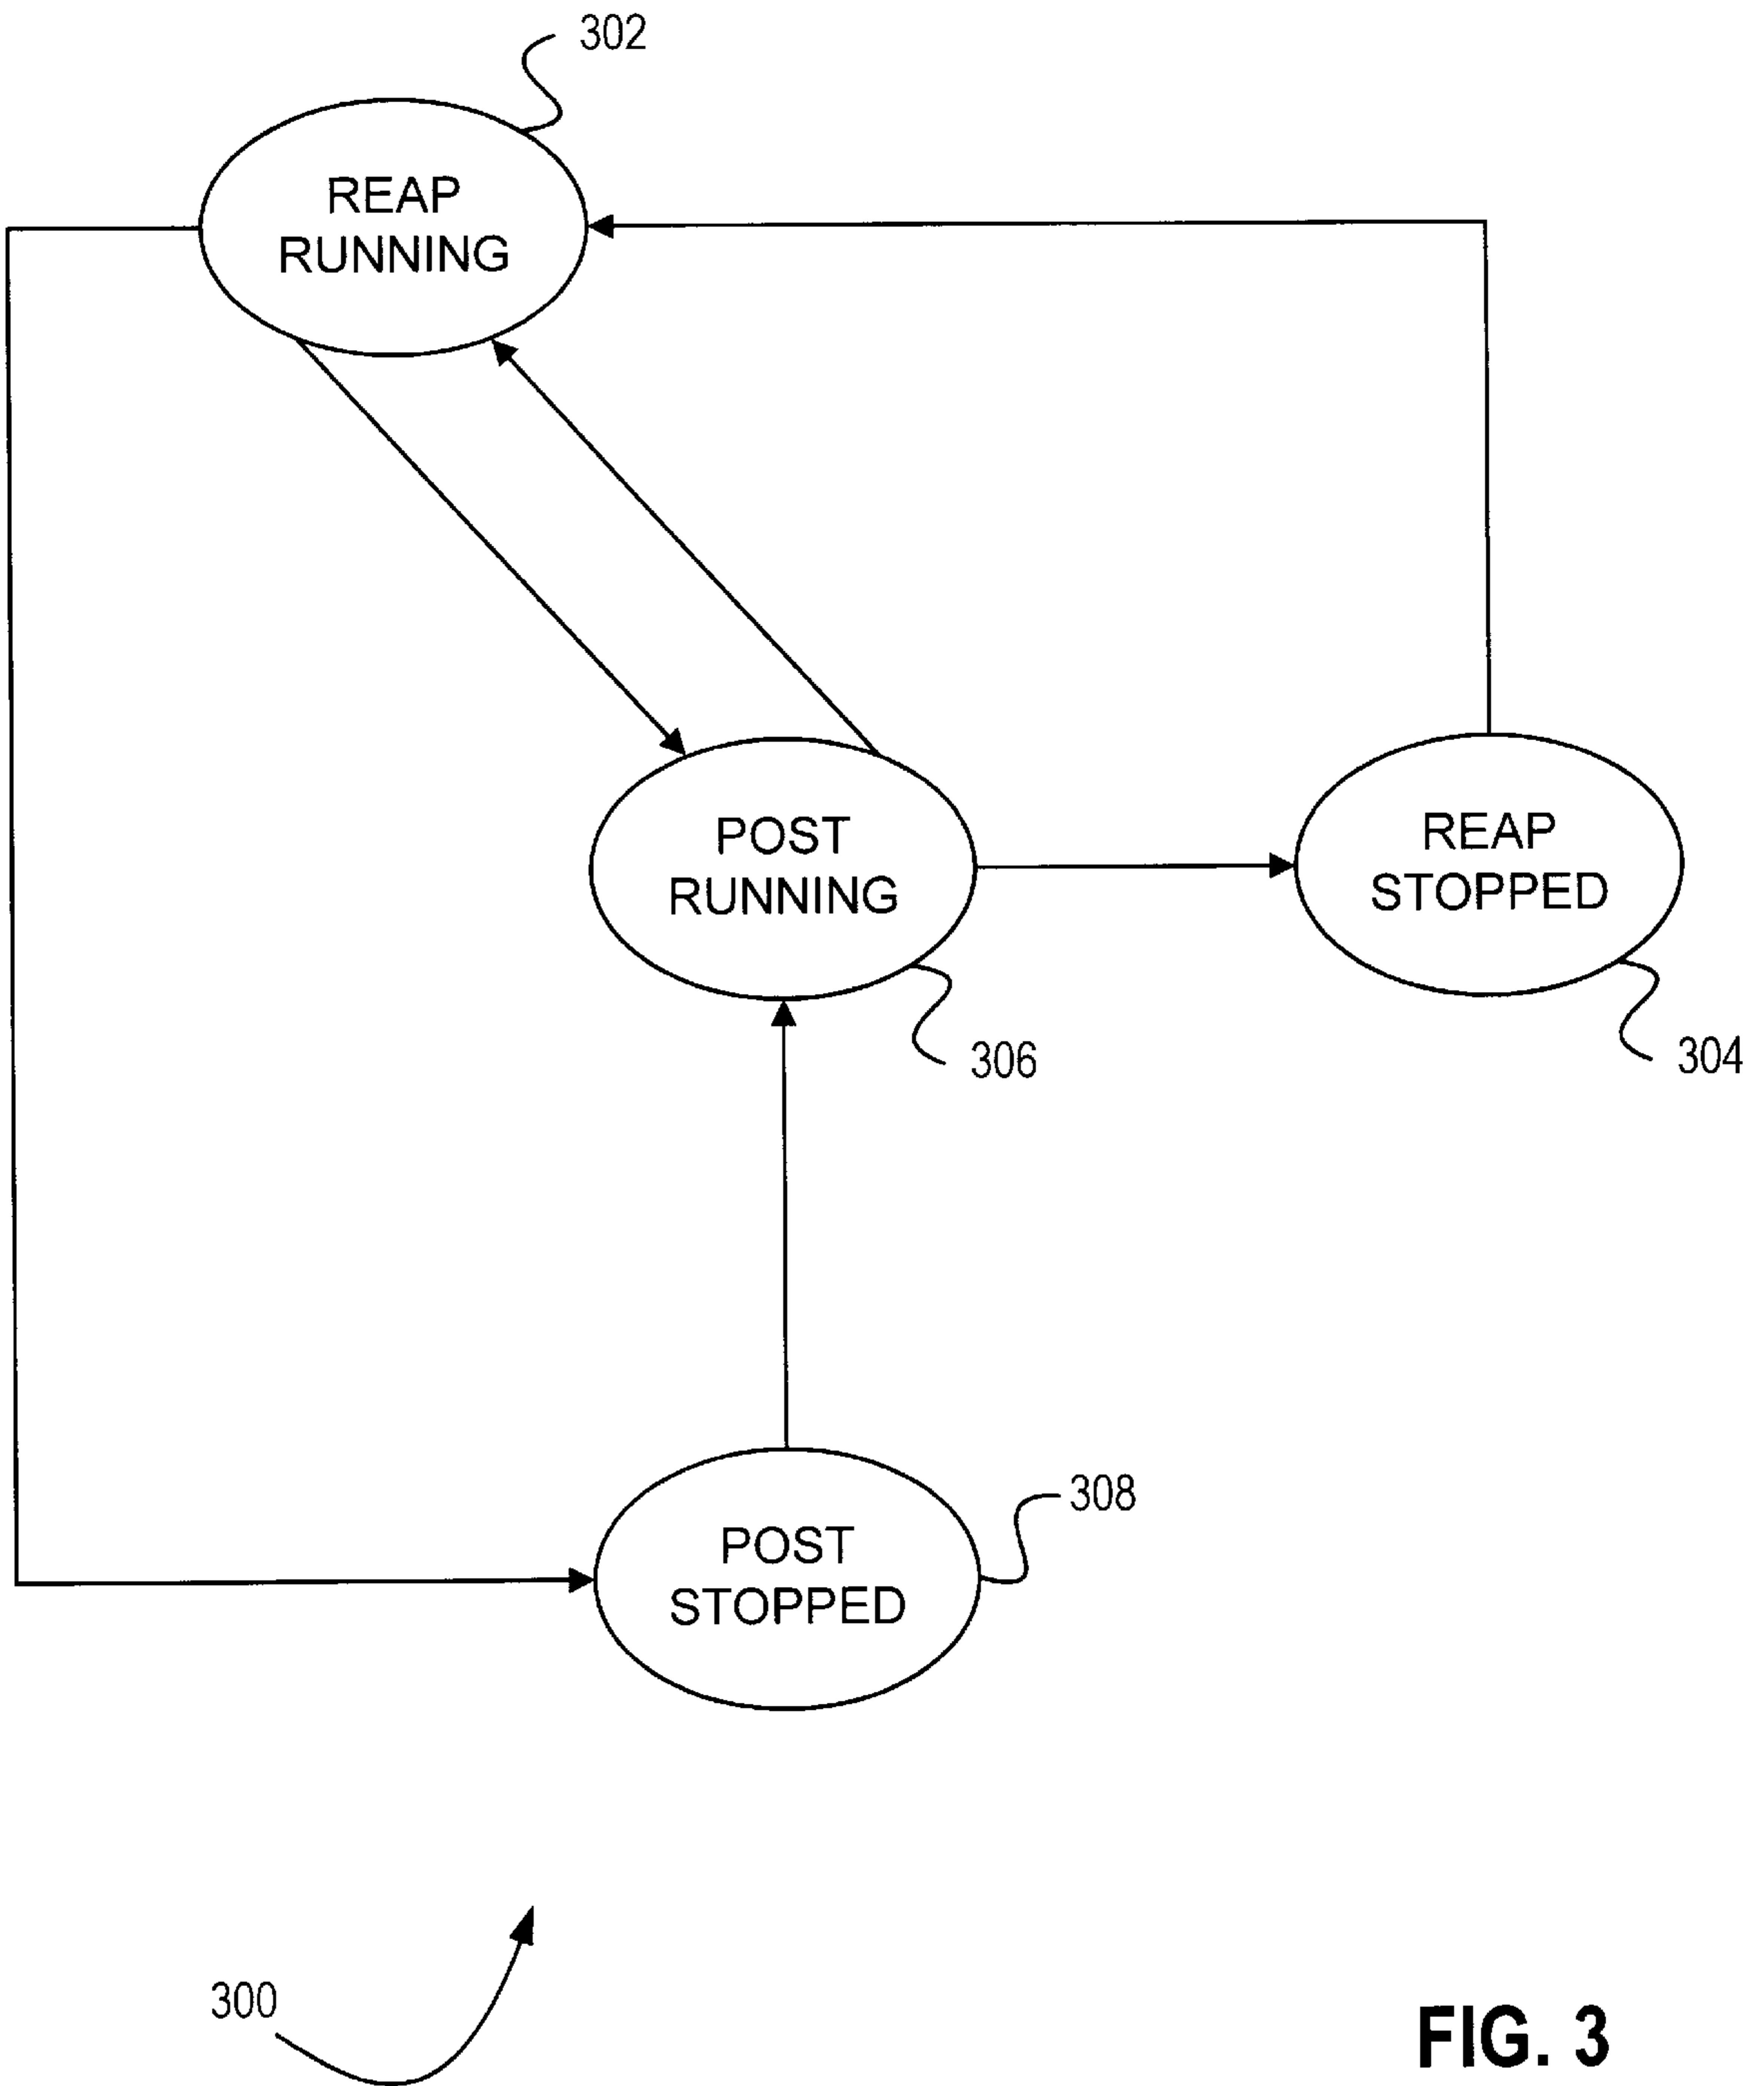 302
REAP
RUNNING
POST
RUNNING
REAP
STOPPED
306
304
308
POST
STOPPED
300
FIG. 3